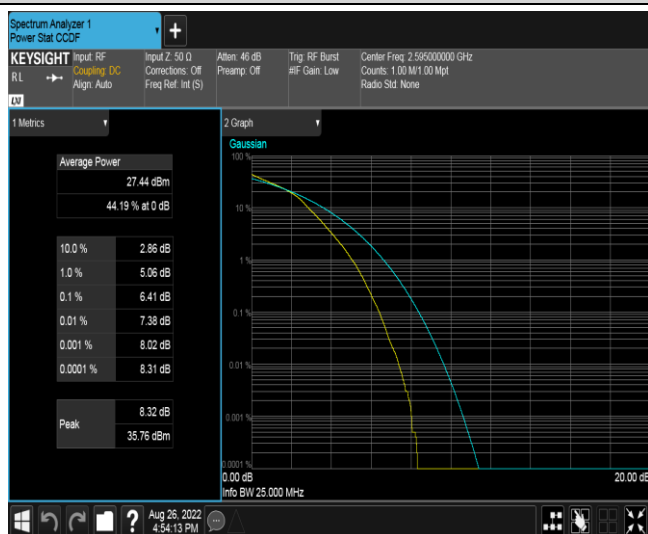 Spectrum Analyzer 1
Power Stat CCDF
+
KEYSIGHT
RL
LXI
Input: RF
Coupling: DC
Align: Auto
Input Z: 50 Ω
Corrections: Off
Freq Ref: Int (S)
Atten: 46 dB
Preamp: Off
Trig: RF Burst
#IF Gain: Low
Center Freq: 2.595000000 GHz
Counts: 1.00 M/1.00 Mpt
Radio Std: None
1 Metrics
Average Power
27.44 dBm
44.19 % at 0 dB
10.0 % 2.86 dB
1.0 % 5.06 dB
0.1 % 6.41 dB
0.01 % 7.38 dB
0.001 % 8.02 dB
0.0001 % 8.31 dB
Peak
8.32 dB
35.76 dBm
2 Graph
Gaussian
100 %
10 %
1 %
0.1 %
0.01 %
0.001 %
0.0001 %
0.00 dB 20.00 dB
Info BW 25.000 MHz
?
Aug 26, 2022
4:54:13 PM